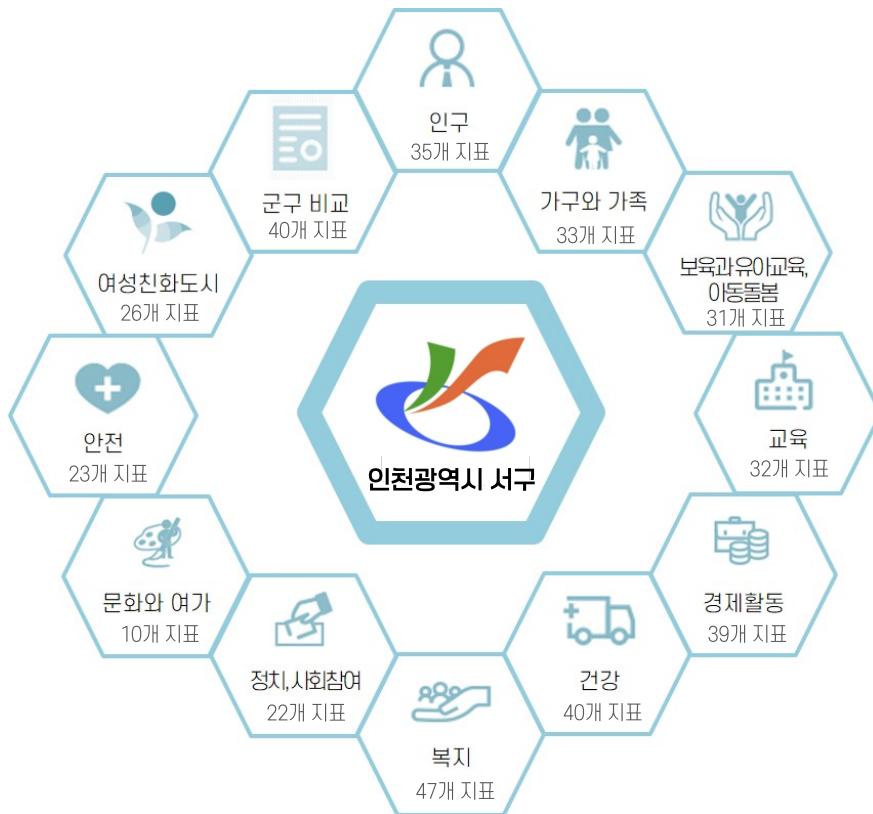 인구
35개 지표
가구와 가족
33개 지표
보육과 유아교육,
아동돌봄
31개 지표
교육
32개 지표
경제활동
39개 지표
건강
40개 지표
복지
47개 지표
정치,사회참여
22개 지표
문화와 여가
10개 지표
안전
23개 지표
여성친화도시
26개 지표
군구 비교
40개 지표
인천광역시 서구